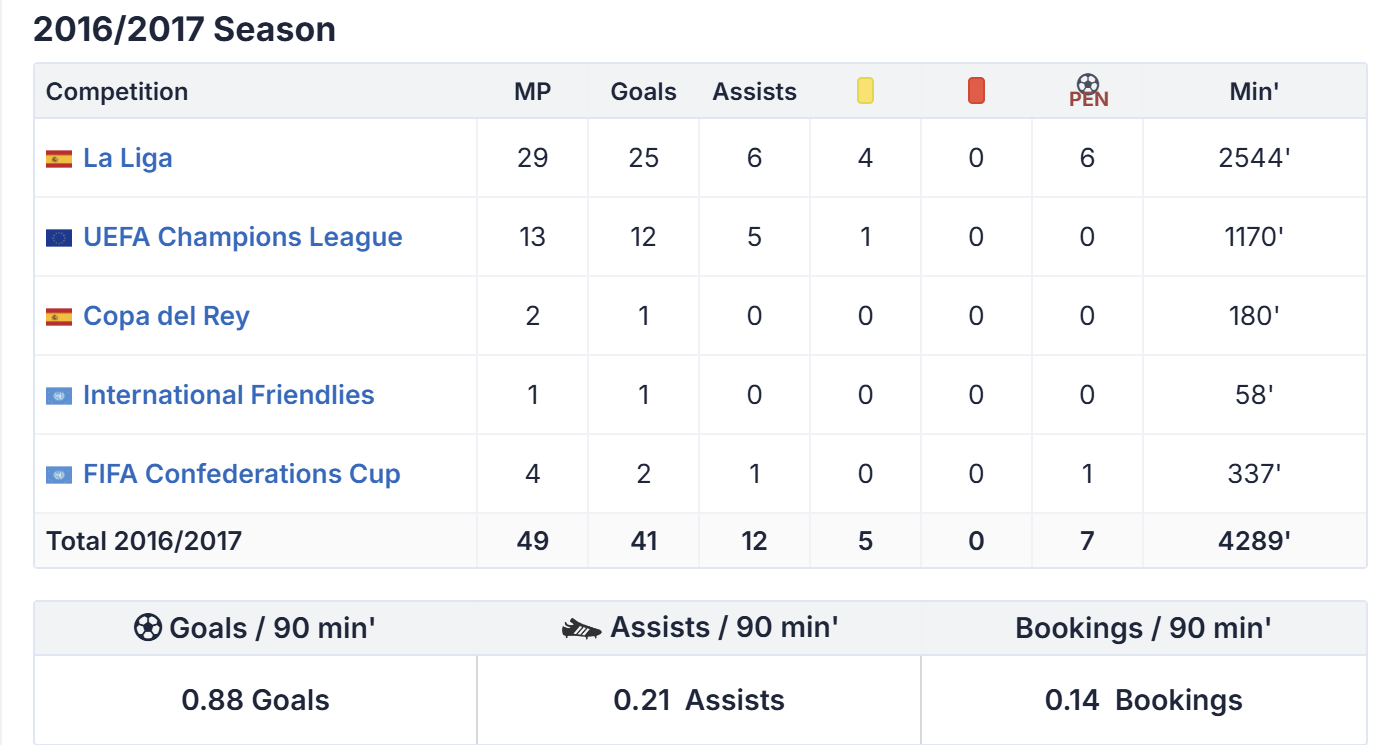 2016/2017 Season
Competition MP Goals Assists PEN Min'
La Liga 29 25 6 4 0 6 2544'
UEFA Champions League 13 12 5 1 0 0 1170'
Copa del Rey 2 1 0 0 0 0 180'
International Friendlies 1 1 0 0 0 0 58'
FIFA Confederations Cup 4 2 1 0 0 1 337'
Total 2016/2017 49 41 12 5 0 7 4289'
Goals / 90 min' Assists / 90 min' Bookings / 90 min'
0.88 Goals 0.21 Assists 0.14 Bookings